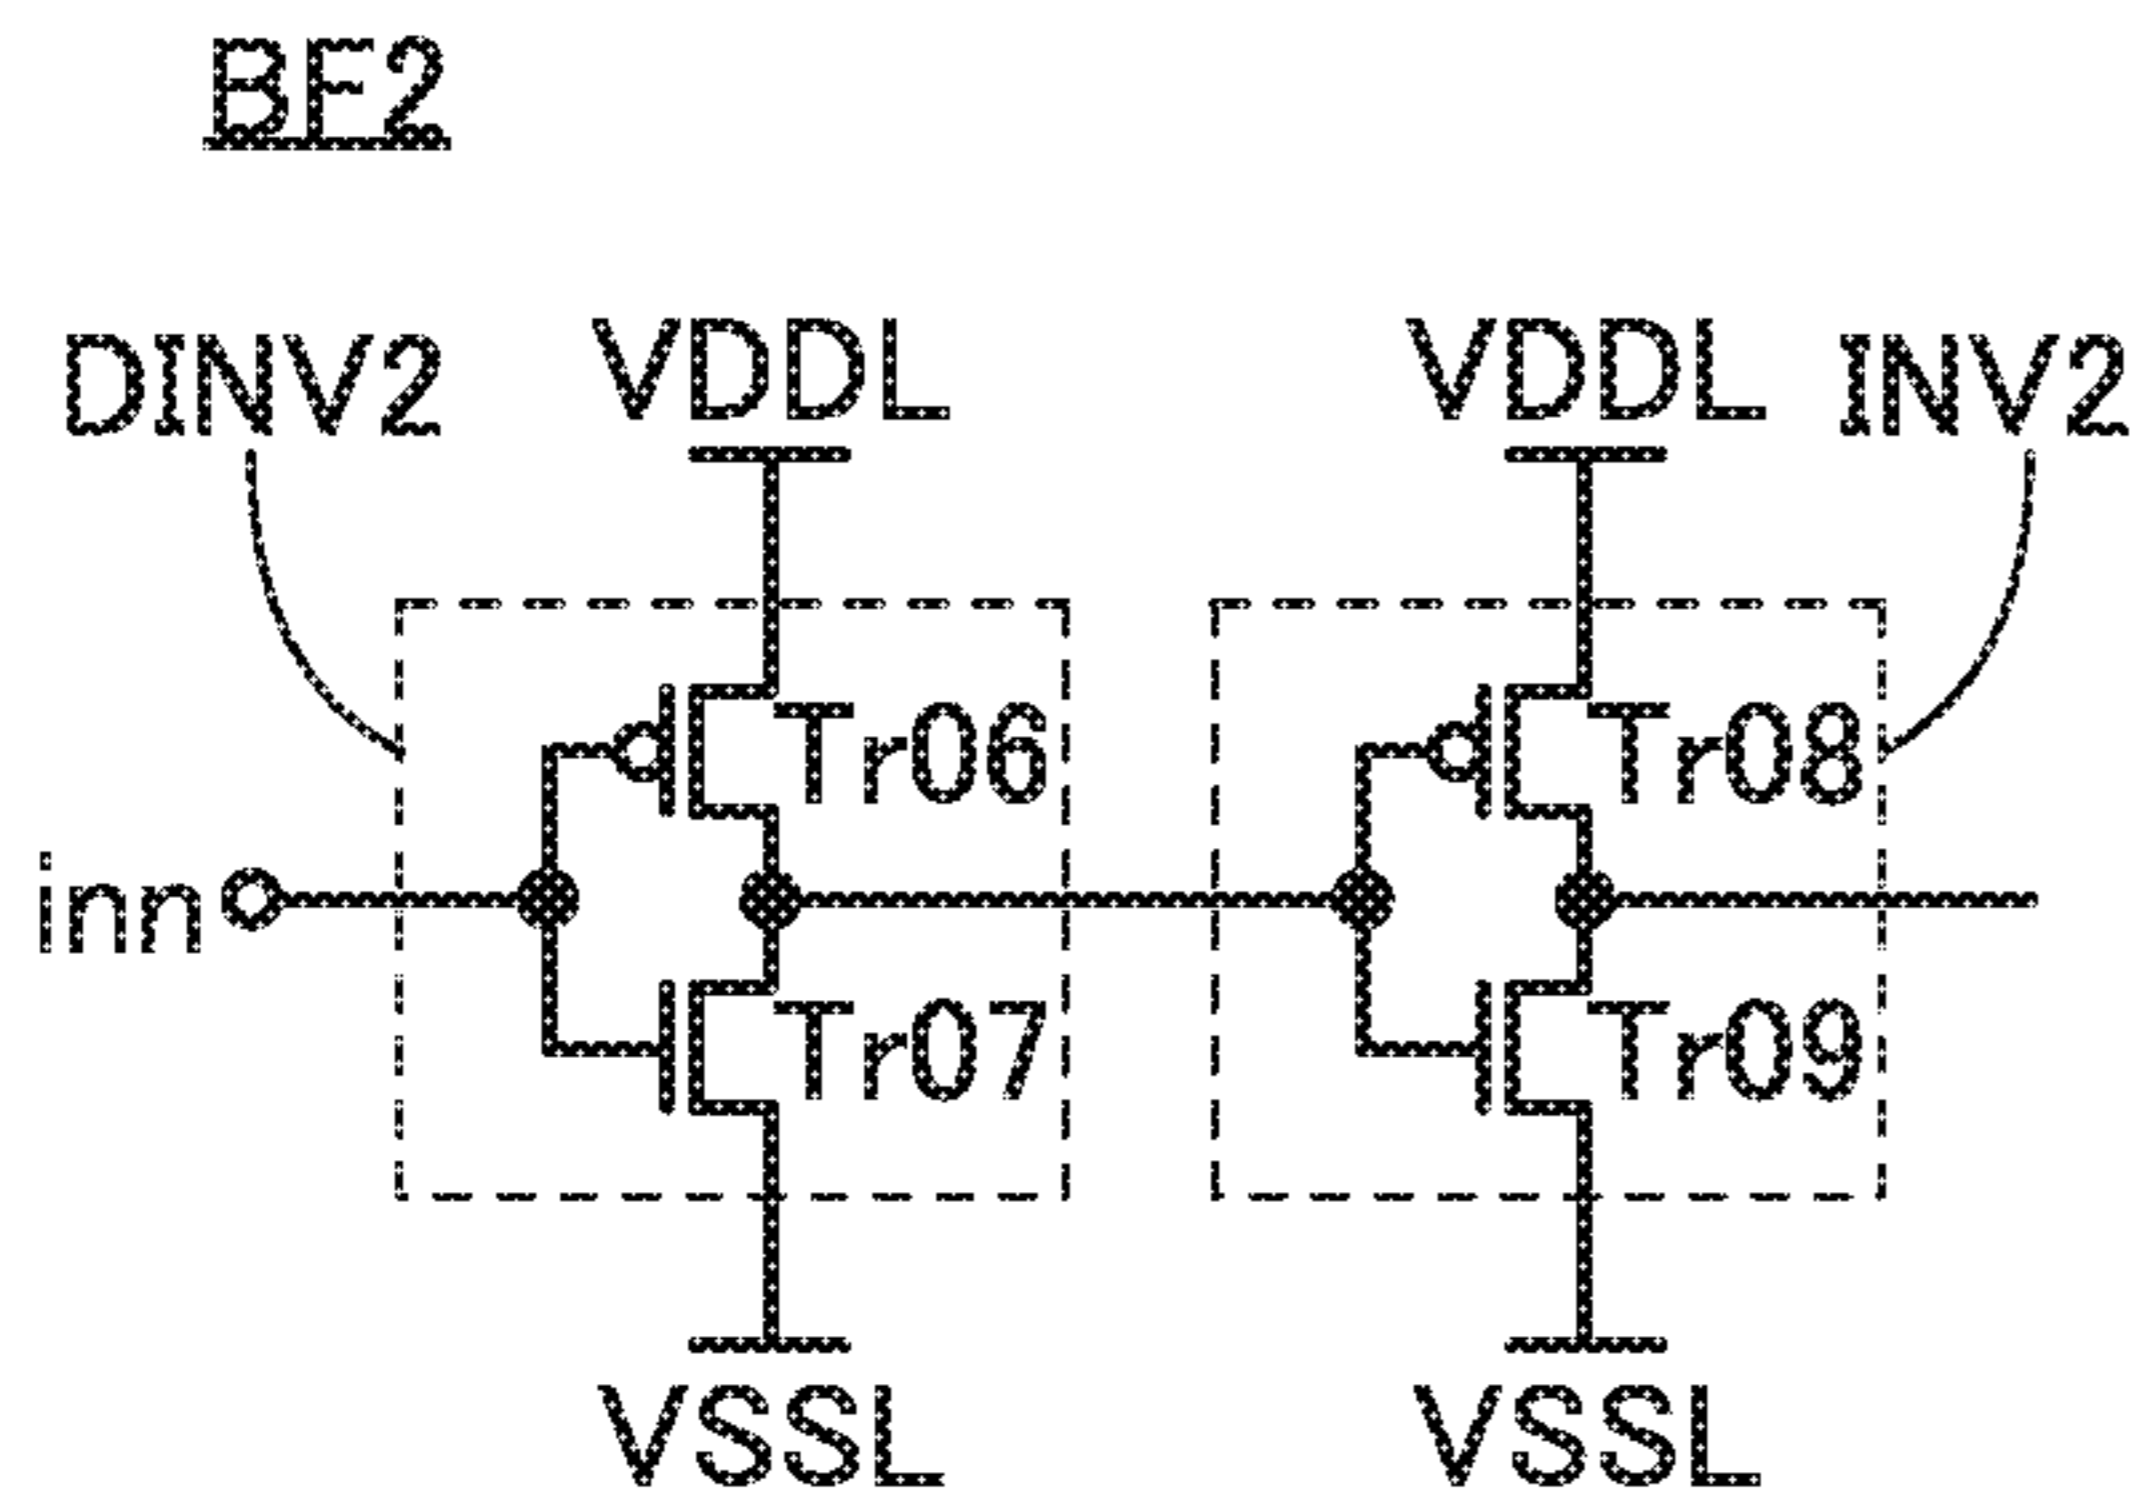 BF2
DINV2 VDDL VDDL INV2
Tr06 Tr08
inn
Tr07 Tr09
VSSL VSSL